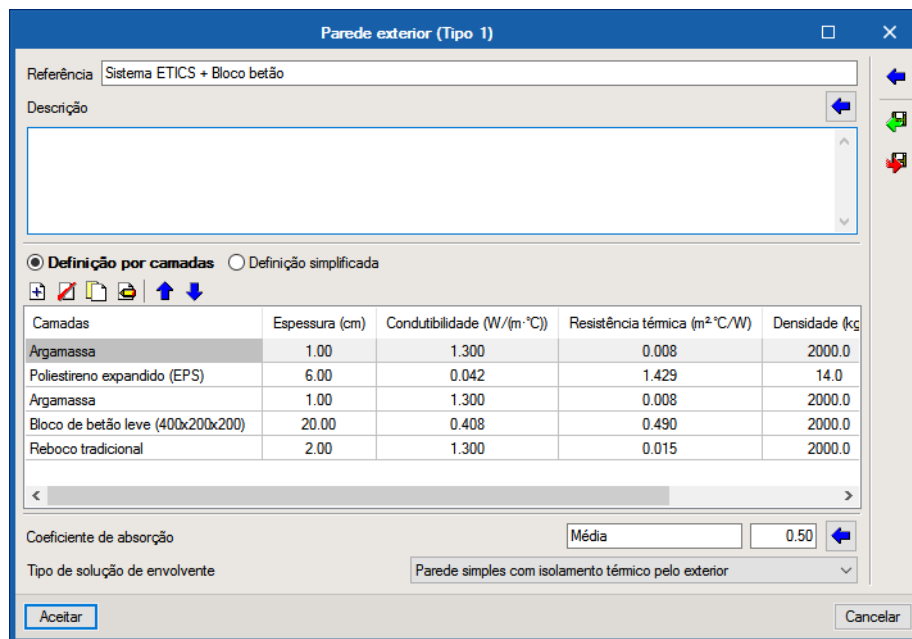 Parede exterior (Tipo 1)
Referência Sistema ETICS + Bloco betão
Descrição
Definição por camadas Definição simplificada
Camadas Espessura (cm) Condutibilidade (W/(m·°C)) Resistência térmica (m²·°C/W) Densidade (kg
Argamassa 1.00 1.300 0.008 2000.0
Poliestireno expandido (EPS) 6.00 0.042 1.429 14.0
Argamassa 1.00 1.300 0.008 2000.0
Bloco de betão leve (400x200x200) 20.00 0.408 0.490 2000.0
Reboco tradicional 2.00 1.300 0.015 2000.0
Coeficiente de absorção Média 0.50
Tipo de solução de envolvente Parede simples com isolamento térmico pelo exterior
Aceitar Cancelar